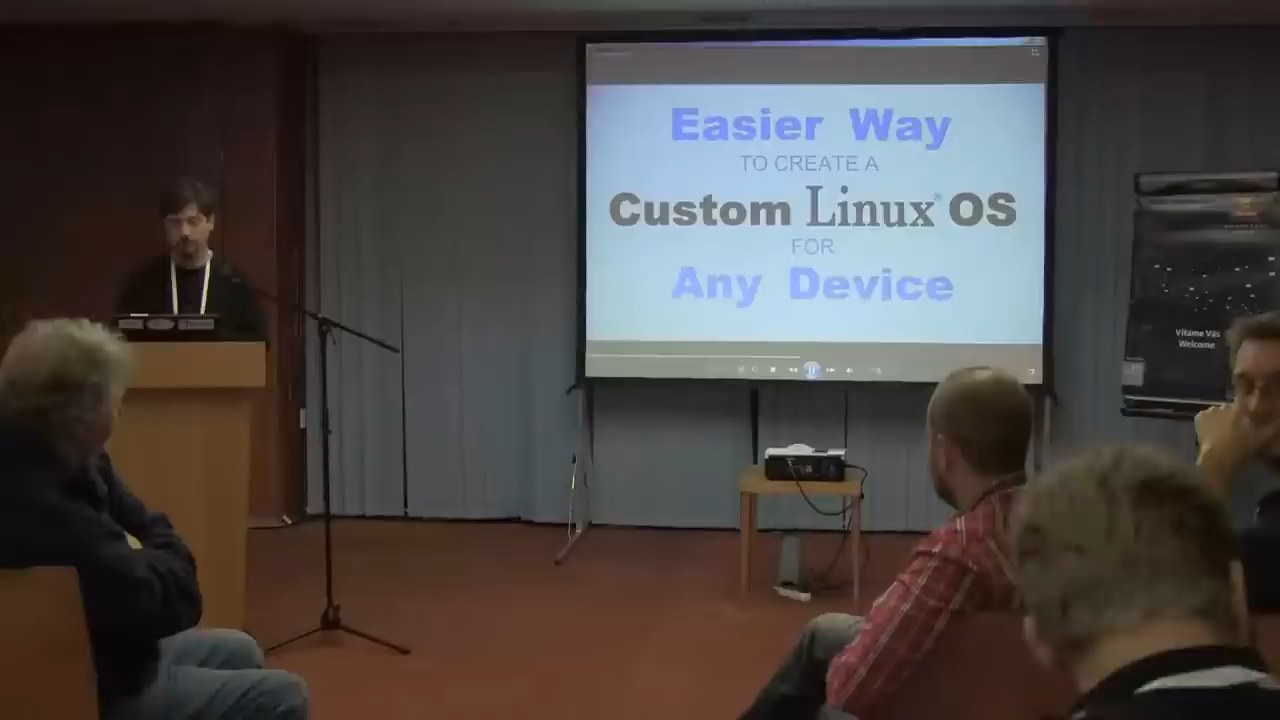 Easier Way
TO CREATE A
Custom Linux® OS
FOR
Any Device
Vítáme Vás
Welcome